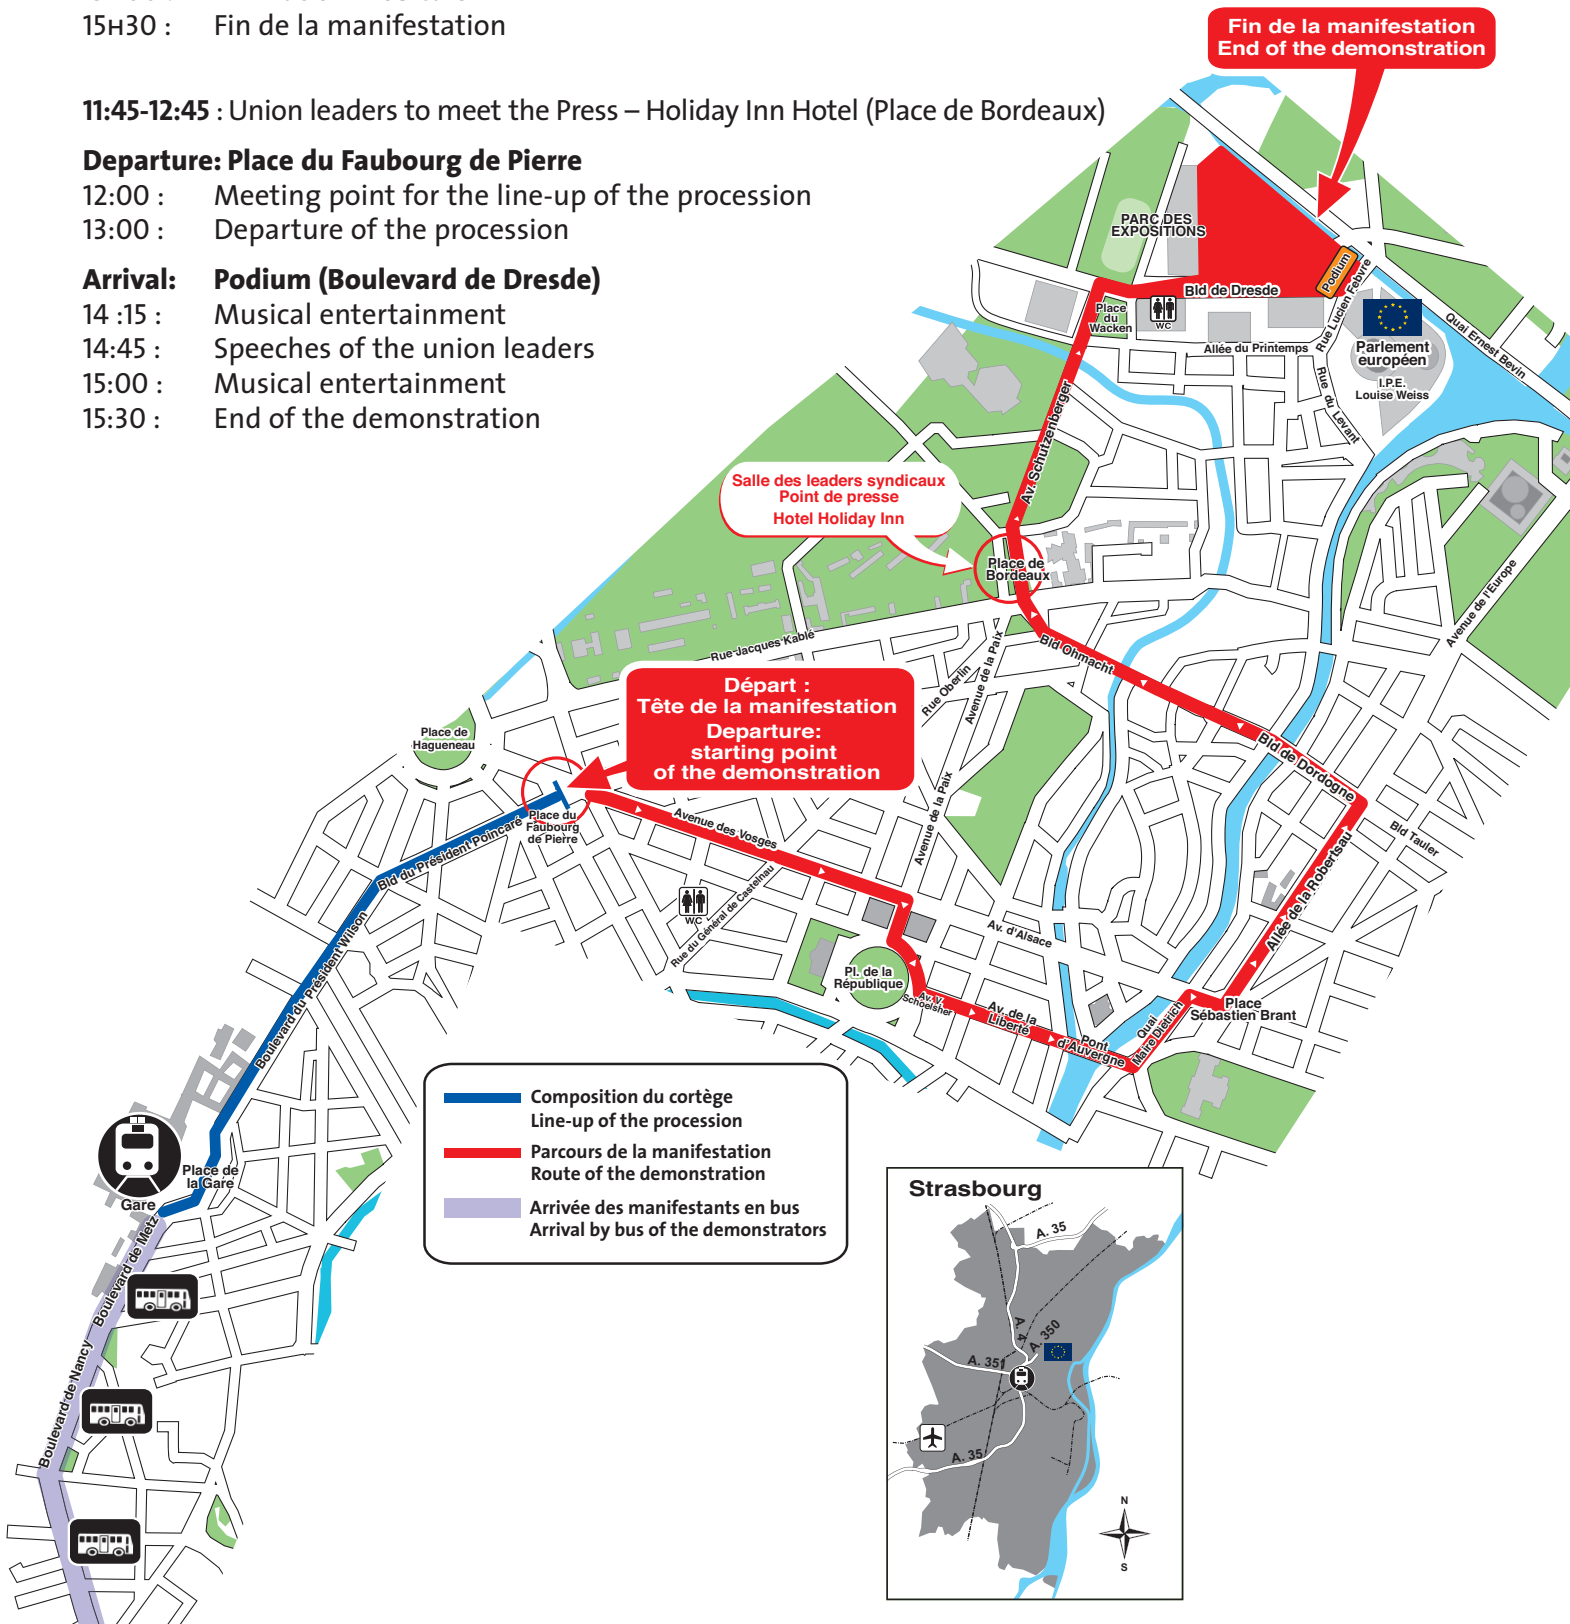 15H30 : Fin de la manifestation
11:45-12:45 : Union leaders to meet the Press – Holiday Inn Hotel (Place de Bordeaux)
Departure: Place du Faubourg de Pierre
12:00 : Meeting point for the line-up of the procession
13:00 : Departure of the procession
Arrival: Podium (Boulevard de Dresde)
14 :15 : Musical entertainment
14:45 : Speeches of the union leaders
15:00 : Musical entertainment
15:30 : End of the demonstration
Fin de la manifestation
End of the demonstration
PARC DES
EXPOSITIONS
Podium
Bld de Dresde
Rue Lucien Febvre
Place
du
Wacken
WC
Allée du Printemps
Parlement
européen
I.P.E.
Louise Weiss
Quai Ernest Bevin
Rue du Levant
Av. Schutzenberger
Salle des leaders syndicaux
Point de presse
Hotel Holiday Inn
Place de
Bordeaux
Avenue de l'Europe
Rue Jacques Kablé
Bld Ohmacht
Rue Oberlin
Avenue de la Paix
Départ :
Tête de la manifestation
Departure:
starting point
of the demonstration
Place de
Hagueneau
Bld de Dordogne
Place du
Faubourg
de Pierre
Avenue des Vosges
Avenue de la Paix
Bld Tauler
Bld du Président Poincaré
Allée de la Robertsau
WC
Rue du Général de Castelnau
Av. d'Alsace
Boulevard du Président Wilson
Pl. de la
République
Av. V.
Schoelsher
Av. de la
Liberté
Pont
d'Auvergne
Quai
Maire Dietrich
Place
Sébastien Brant
Composition du cortège
Line-up of the procession
Parcours de la manifestation
Route of the demonstration
Arrivée des manifestants en bus
Arrival by bus of the demonstrators
Place de
la Gare
Gare
Boulevard de Metz
Boulevard de Nancy
Strasbourg
A. 35
A. 4
A. 350
A. 351
A. 35
N
S